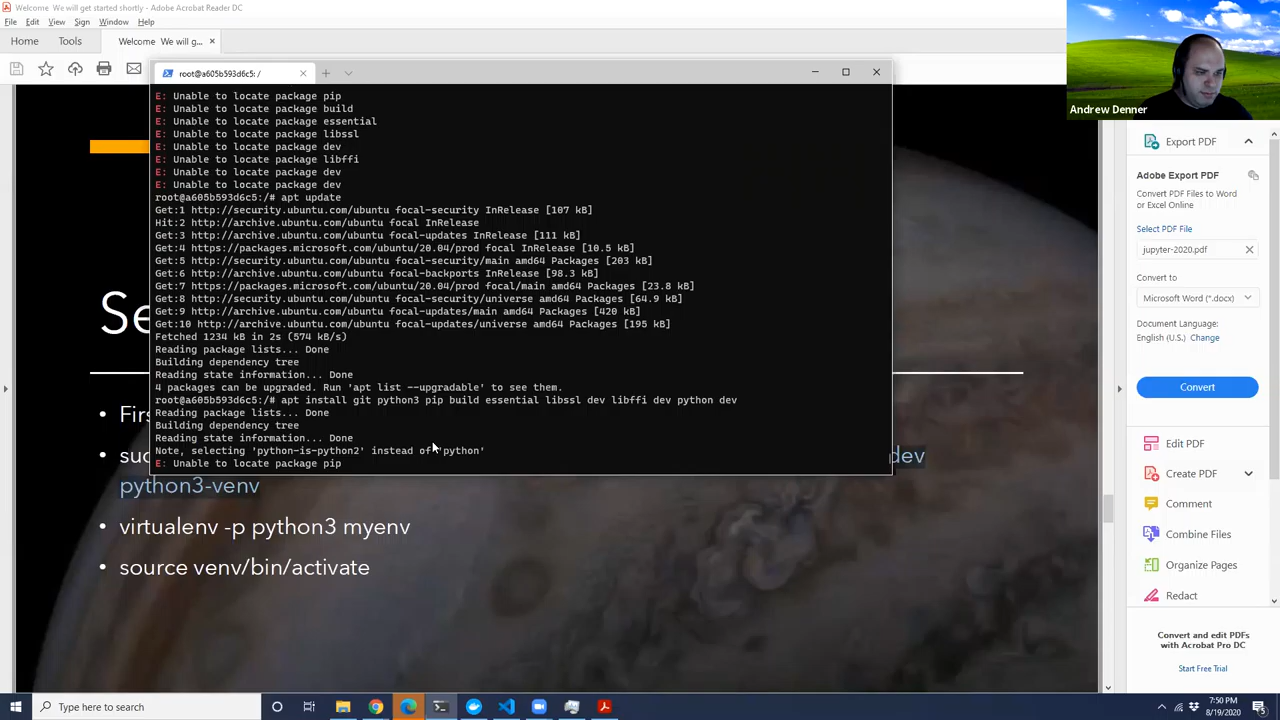 Welcome  We will get started shortly - Adobe Acrobat Reader DC
File Edit View Sign Window Help
Home Tools Welcome We will g... ×
root@a605b593d6c5: /
Andrew Denner
E: Unable to locate package pip
E: Unable to locate package build
E: Unable to locate package essential
E: Unable to locate package libssl
E: Unable to locate package dev
E: Unable to locate package libffi
E: Unable to locate package dev
E: Unable to locate package dev
root@a605b593d6c5:/# apt update
Get:1 http://security.ubuntu.com/ubuntu focal-security InRelease [107 kB]
Hit:2 http://archive.ubuntu.com/ubuntu focal InRelease
Get:3 http://archive.ubuntu.com/ubuntu focal-updates InRelease [111 kB]
Get:4 https://packages.microsoft.com/ubuntu/20.04/prod focal InRelease [10.5 kB]
Get:5 http://security.ubuntu.com/ubuntu focal-security/main amd64 Packages [203 kB]
Get:6 http://archive.ubuntu.com/ubuntu focal-backports InRelease [98.3 kB]
Get:7 https://packages.microsoft.com/ubuntu/20.04/prod focal/main amd64 Packages [23.8 kB]
Get:8 http://security.ubuntu.com/ubuntu focal-security/universe amd64 Packages [64.9 kB]
Get:9 http://archive.ubuntu.com/ubuntu focal-updates/main amd64 Packages [420 kB]
Get:10 http://archive.ubuntu.com/ubuntu focal-updates/universe amd64 Packages [195 kB]
Fetched 1234 kB in 2s (574 kB/s)
Reading package lists... Done
Building dependency tree
Reading state information... Done
4 packages can be upgraded. Run 'apt list --upgradable' to see them.
root@a605b593d6c5:/# apt install git python3 pip build essential libssl dev libffi dev python dev
Reading package lists... Done
Building dependency tree
Reading state information... Done
Note, selecting 'python-is-python2' instead of 'python'
E: Unable to locate package pip
Se
• Firs
• suc dev
python3-venv
• virtualenv -p python3 myenv
• source venv/bin/activate
Export PDF
Adobe Export PDF
Convert PDF Files to Word
or Excel Online
Select PDF File
jupyter-2020.pdf
Convert to
Microsoft Word (*.docx)
Document Language:
English (U.S.) Change
Convert
Edit PDF
Create PDF
Comment
Combine Files
Organize Pages
Redact
Convert and edit PDFs
with Acrobat Pro DC
Start Free Trial
Type here to search
7:50 PM
8/19/2020